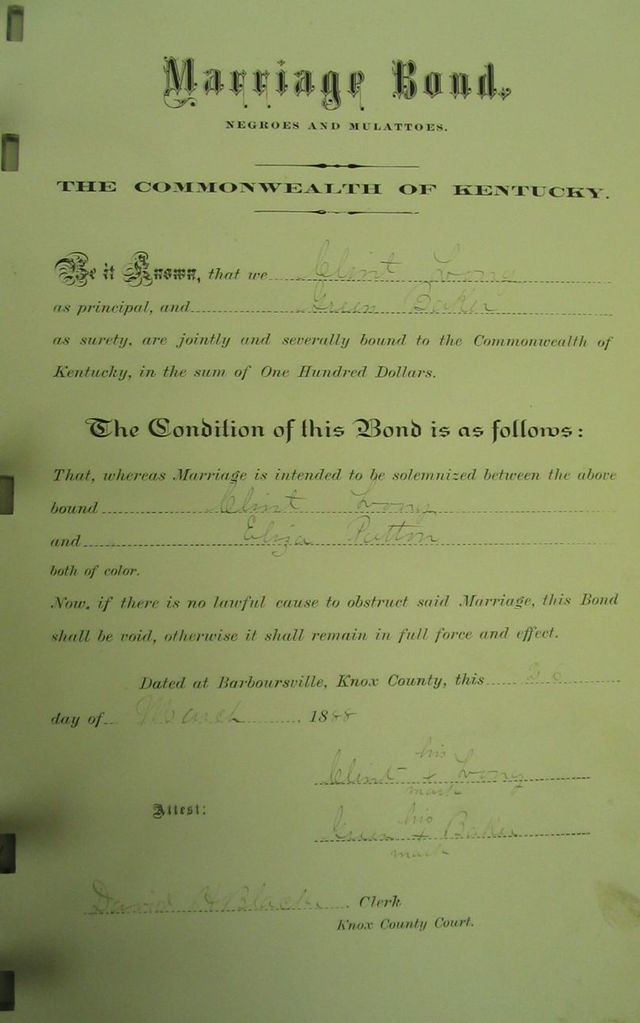 Marriage Bond,
NEGROES AND MULATTOES.
THE COMMONWEALTH OF KENTUCKY.
Be it Known, that we Clint Long
as principal, and Green Baker
as surety, are jointly and severally bound to the Commonwealth of
Kentucky, in the sum of One Hundred Dollars.
The Condition of this Bond is as follows:
That, whereas Marriage is intended to be solemnized between the above
bound Clint Long
and Eliza Patton
both of color.
Now, if there is no lawful cause to obstruct said Marriage, this Bond
shall be void, otherwise it shall remain in full force and effect.
Dated at Barboursville, Knox County, this 26
day of March 1888
his
Clint + Long
mark
Attest:
his
Green + Baker
mark
David H Black Clerk
Knox County Court.